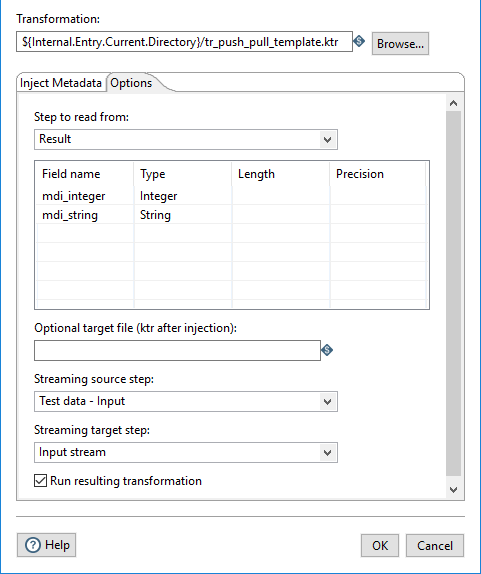 Transformation:
${Internal.Entry.Current.Directory}/tr_push_pull_template.ktr
Browse...
Inject Metadata Options
Step to read from:
Result
Field name Type Length Precision
mdi_integer Integer
mdi_string String
Optional target file (ktr after injection):
Streaming source step:
Test data - Input
Streaming target step:
Input stream
Run resulting transformation
Help OK Cancel